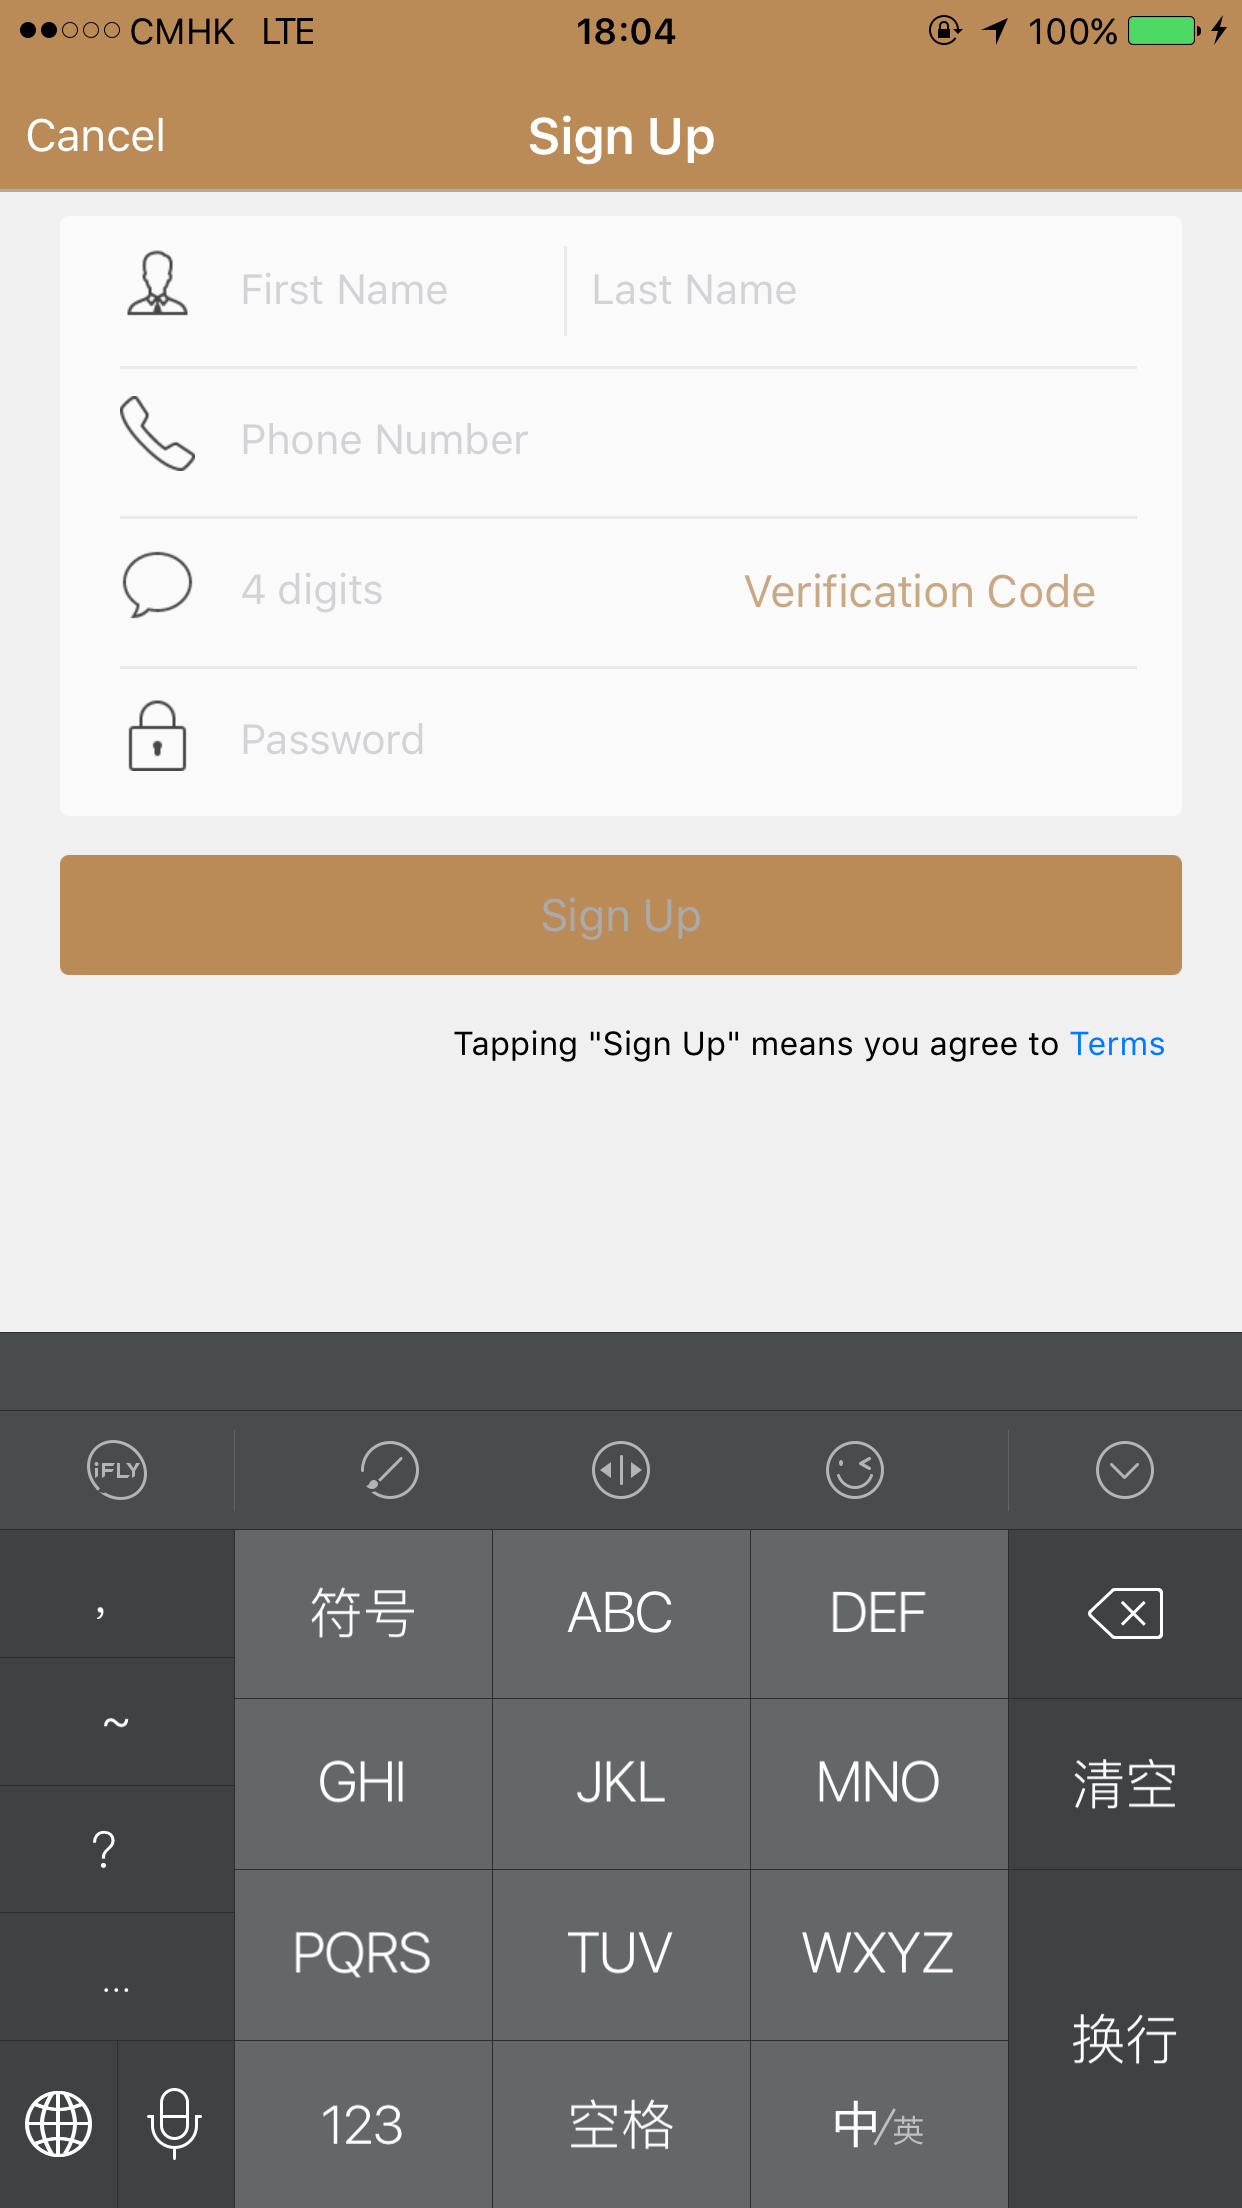 CMHK LTE 18:04 100%
Cancel Sign Up
First Name Last Name
Phone Number
4 digits Verification Code
Password
Sign Up
Tapping "Sign Up" means you agree to Terms
iFLY
， 符号 ABC DEF
~ GHI JKL MNO 清空
?
PQRS TUV WXYZ
... 换行
123 空格 中/英